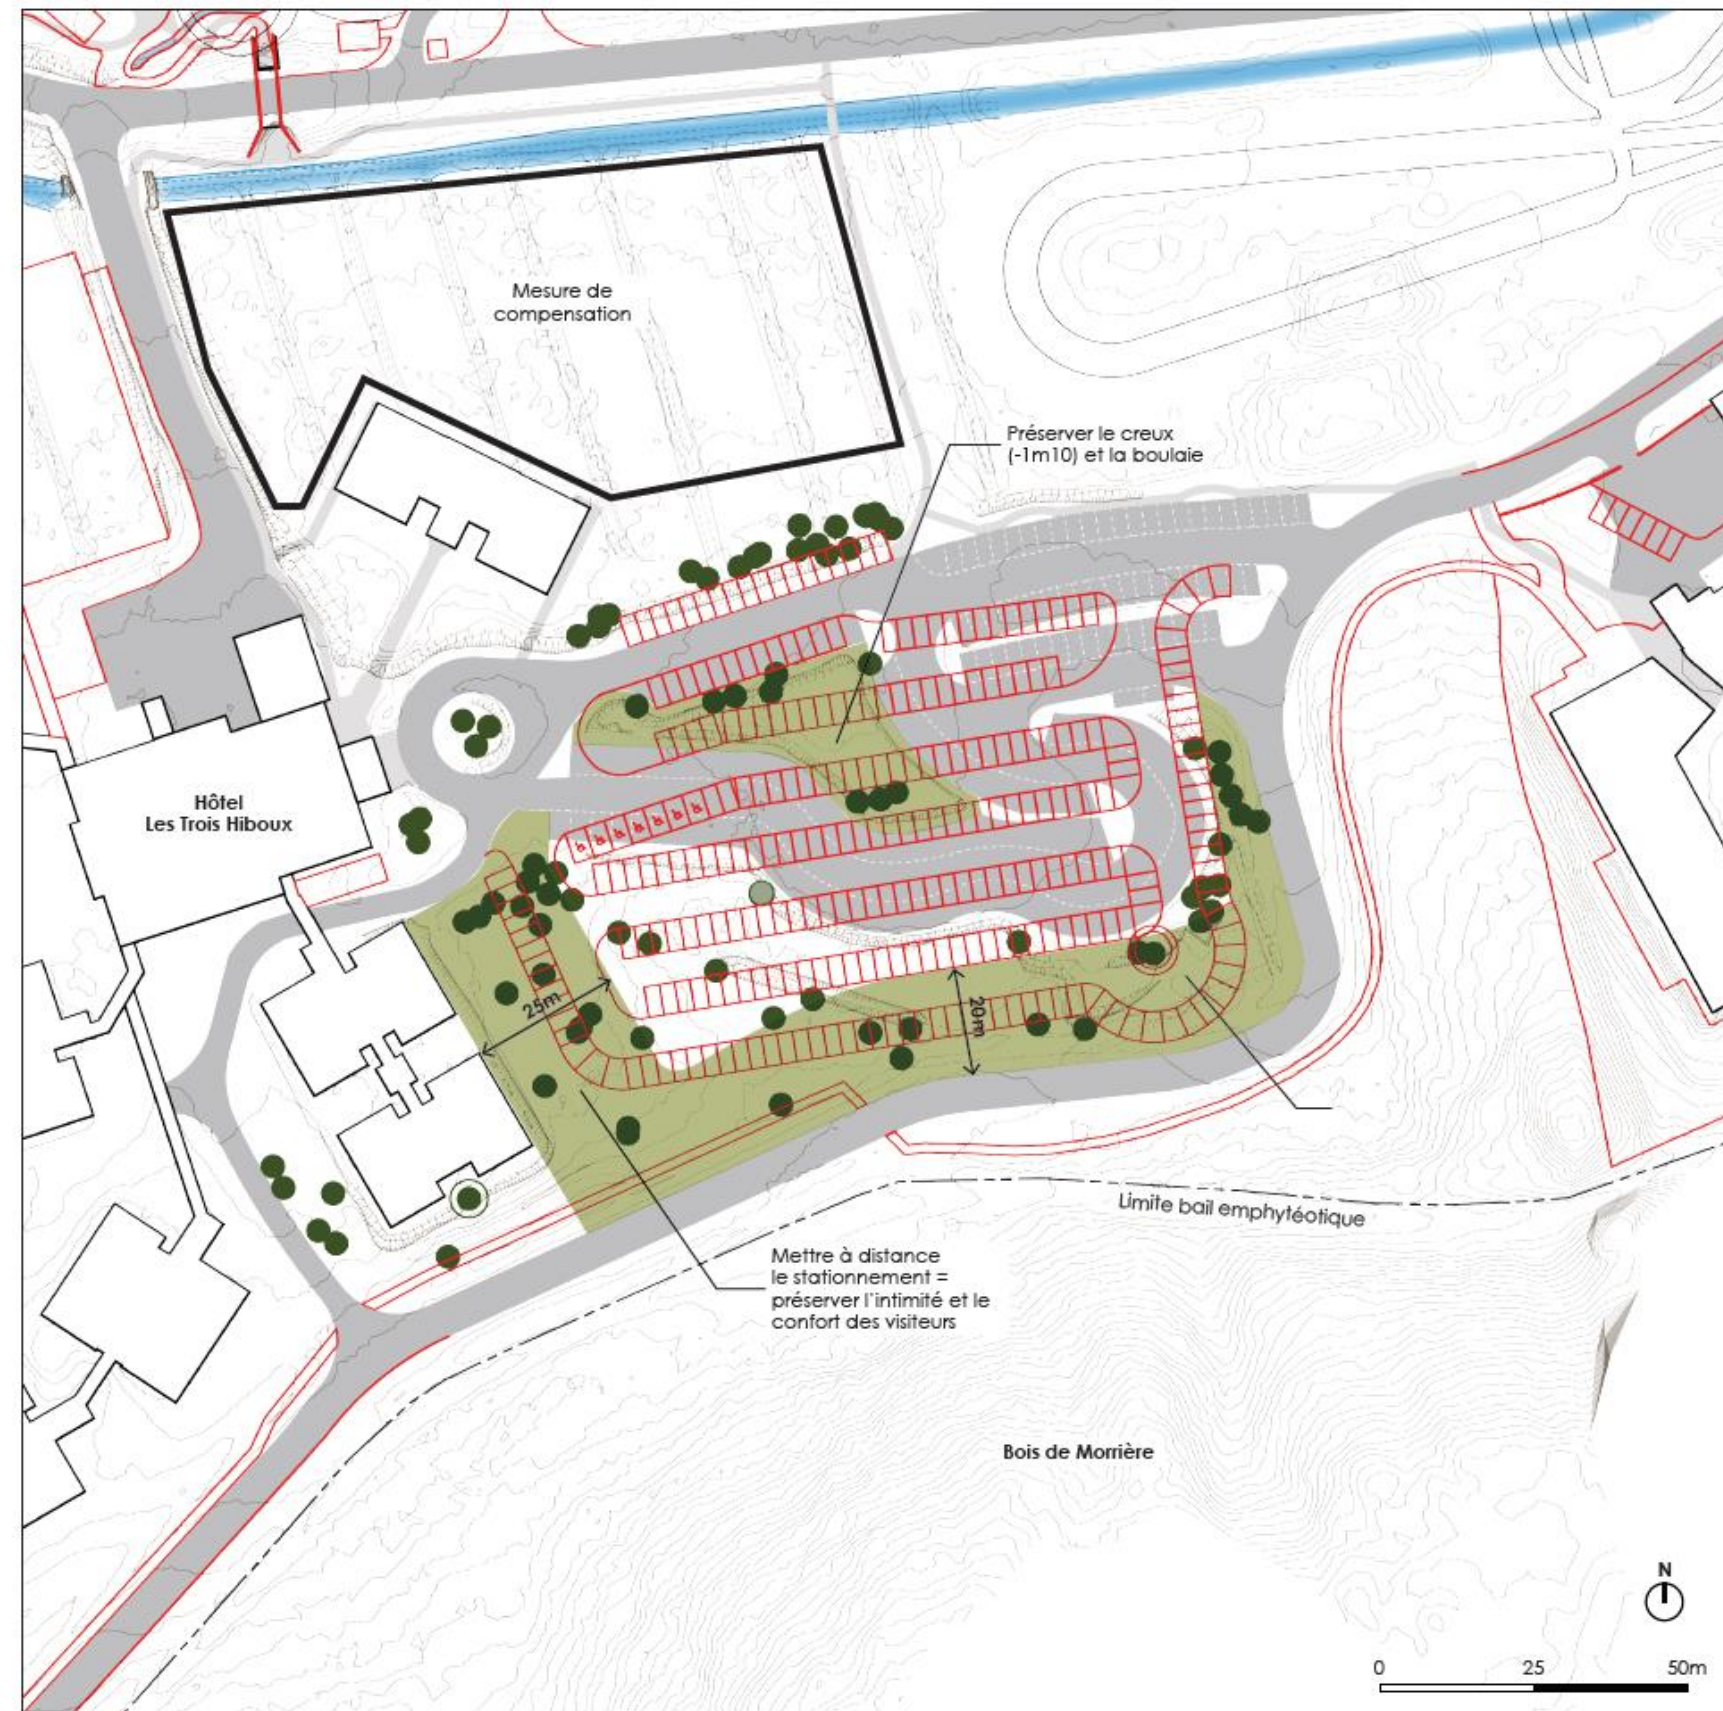 Mesure de
compensation
Préserver le creux
(-1m10) et la boulaie
Hôtel
Les Trois Hiboux
25m
20m
Limite bail emphytéotique
Mettre à distance
le stationnement =
préserver l'intimité et le
confort des visiteurs
Bois de Morrière
N
0 25 50m